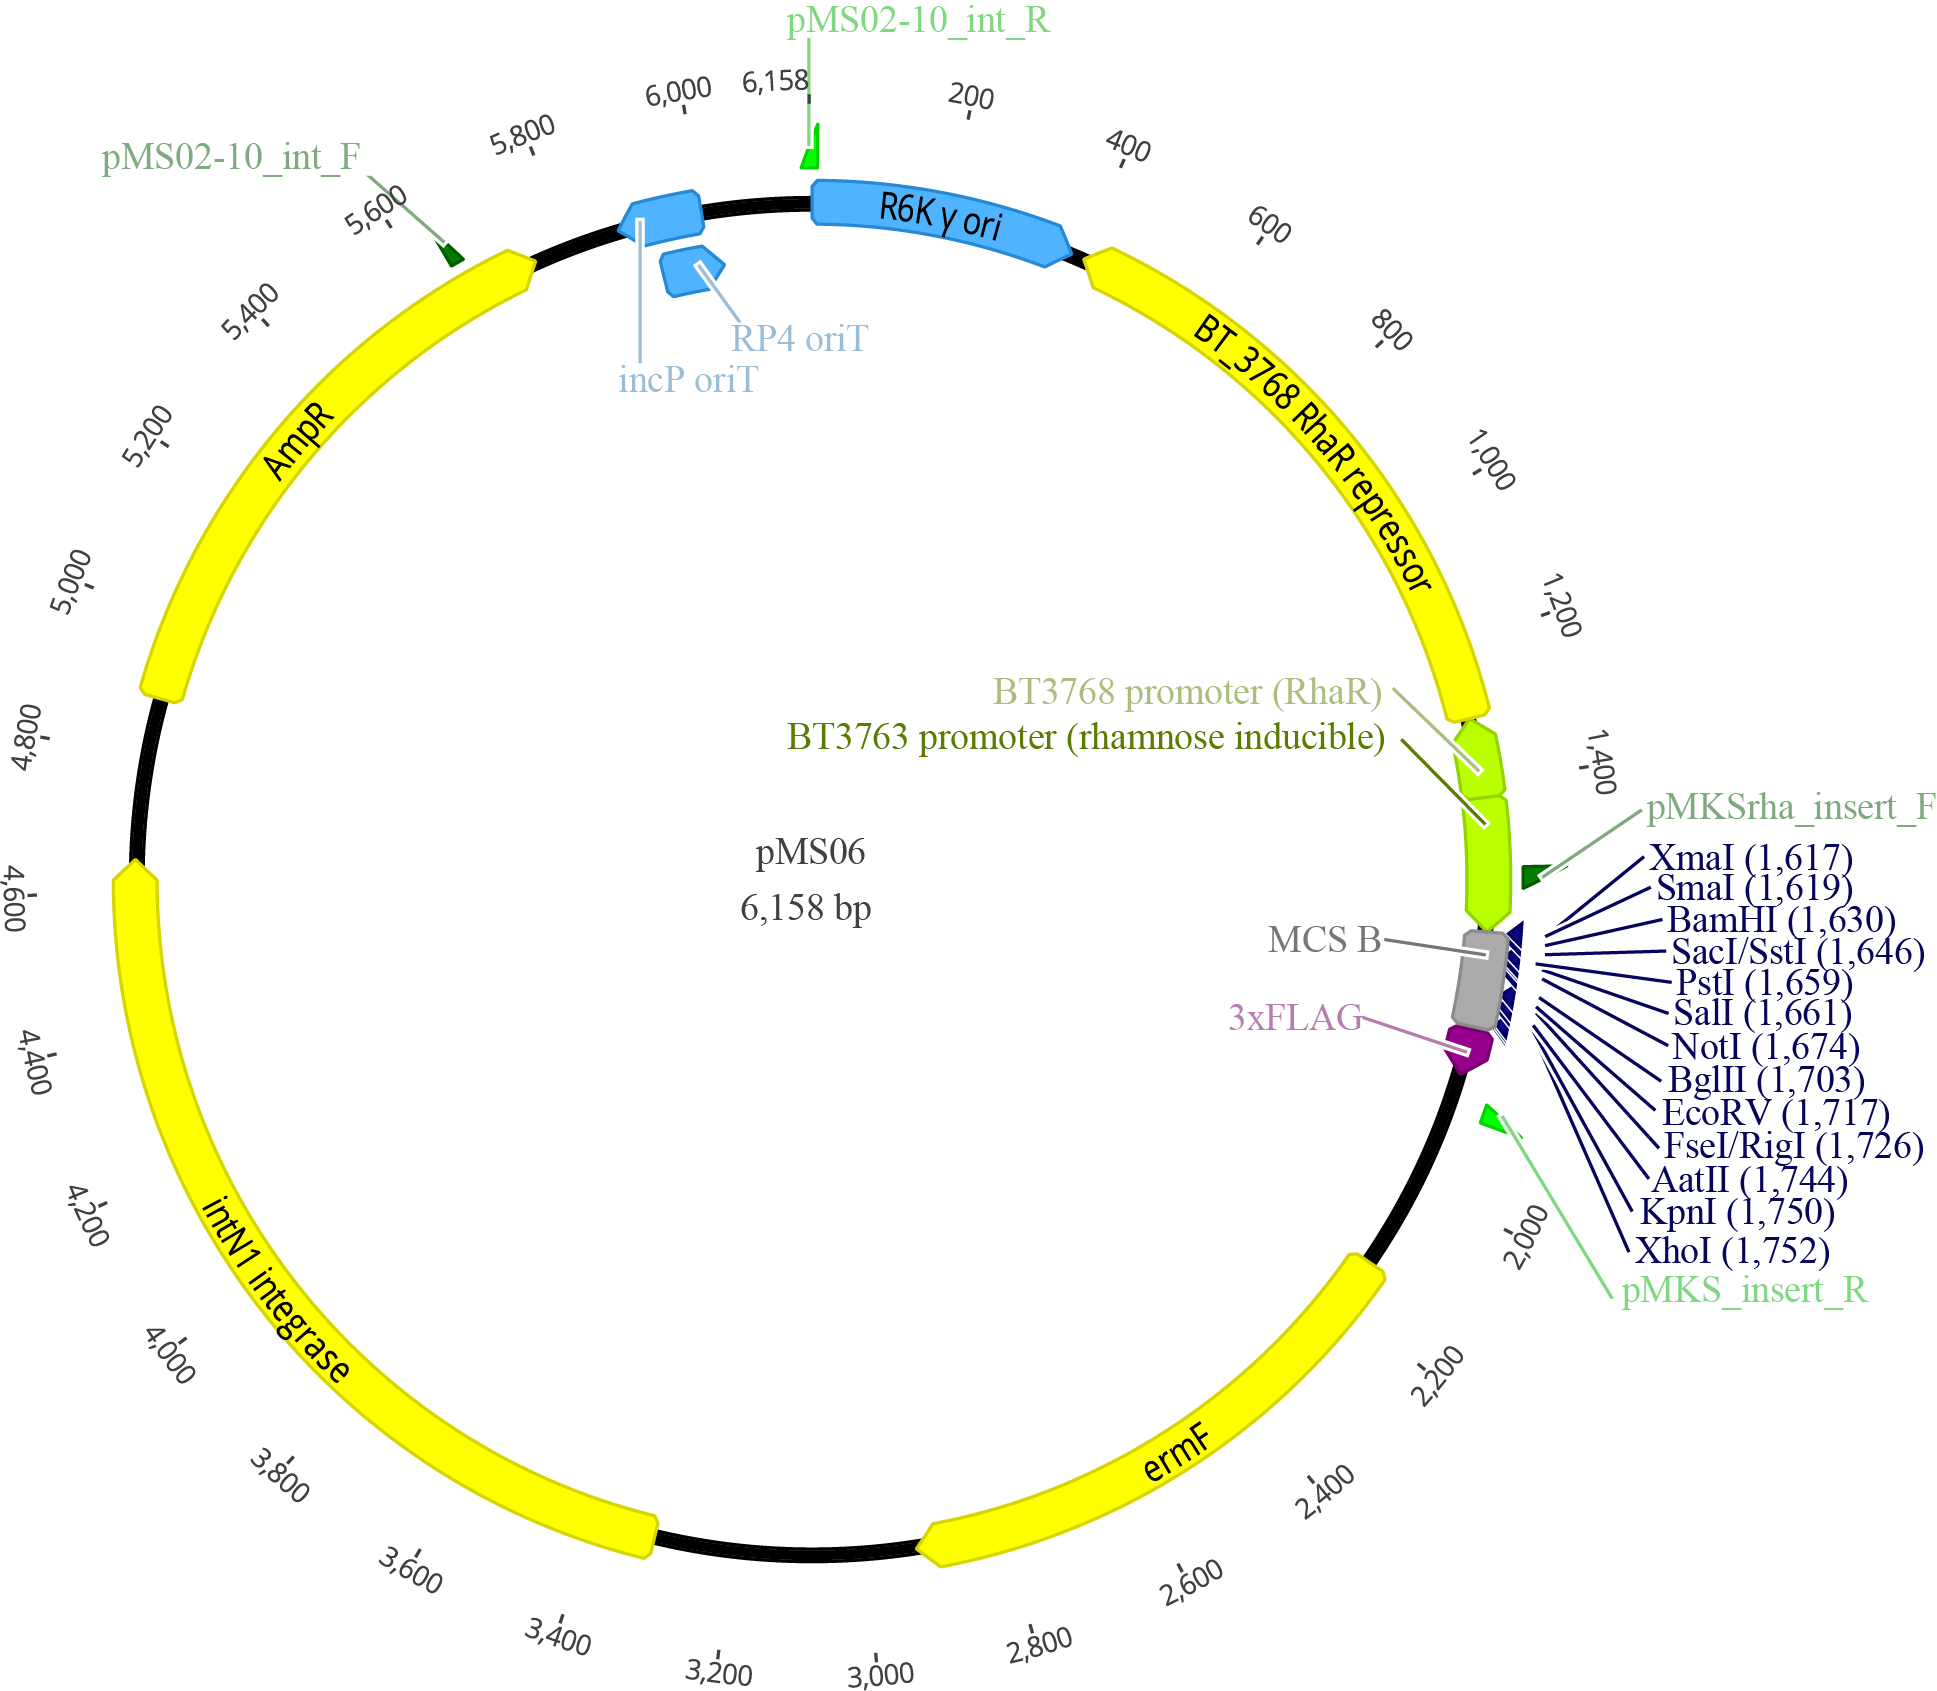 pMS02-10_int_R
6,158
200
400
600
800
1,000
1,200
1,400
2,000
2,200
2,400
2,600
2,800
3,000
3,200
3,400
3,600
3,800
4,000
4,200
4,400
4,600
4,800
5,000
5,200
5,400
5,600
5,800
6,000
pMS02-10_int_F
R6K γ ori
BT_3768 RhaR repressor
AmpR
RP4 oriT
incP oriT
BT3768 promoter (RhaR)
BT3763 promoter (rhamnose inducible)
pMKSrha_insert_F
pMS06
6,158 bp
XmaI (1,617)
SmaI (1,619)
BamHI (1,630)
SacI/SstI (1,646)
PstI (1,659)
SalI (1,661)
NotI (1,674)
BglII (1,703)
EcoRV (1,717)
FseI/RigI (1,726)
AatII (1,744)
KpnI (1,750)
XhoI (1,752)
MCS B
3xFLAG
pMKS_insert_R
ermF
intN1 integrase